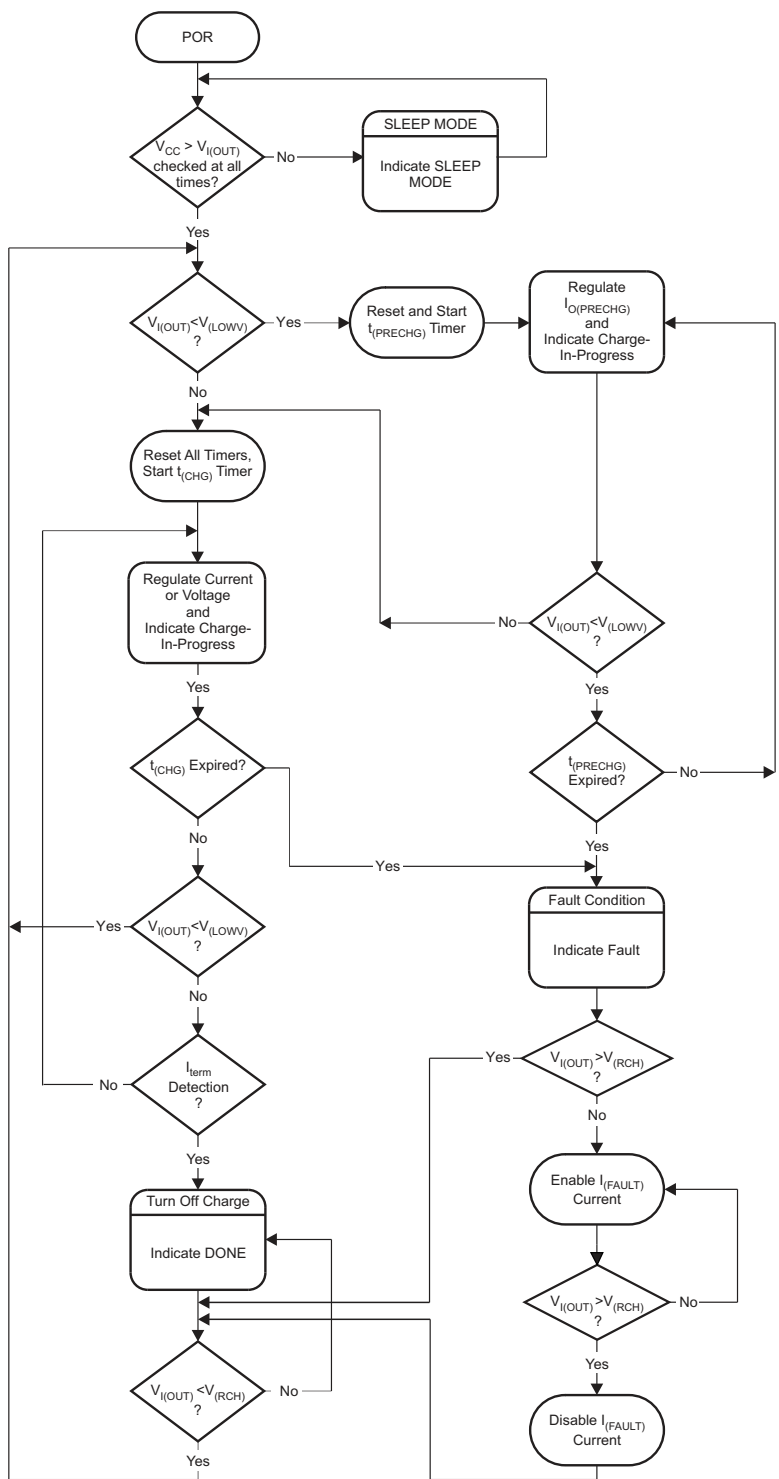 POR
V_CC > V_I(OUT)
checked at all
times?
No
SLEEP MODE
Indicate SLEEP
MODE
Yes
V_I(OUT)<V_(LOWV)
?
Yes
Reset and Start
t_(PRECHG) Timer
Regulate
I_O(PRECHG)
and
Indicate Charge-
In-Progress
No
Reset All Timers,
Start t_(CHG) Timer
Regulate Current
or Voltage
and
Indicate Charge-
In-Progress
No
V_I(OUT)<V_(LOWV)
?
Yes
Yes
t_(CHG) Expired?
t_(PRECHG)
Expired?
No
No
Yes
Yes
Yes
V_I(OUT)<V_(LOWV)
?
Fault Condition
Indicate Fault
No
No
I_term
Detection
?
Yes
V_I(OUT)>V_(RCH)
?
No
Yes
Enable I_(FAULT)
Current
Turn Off Charge
Indicate DONE
V_I(OUT)>V_(RCH)
?
No
Yes
V_I(OUT) <V_(RCH)
?
No
Disable I_(FAULT)
Current
Yes